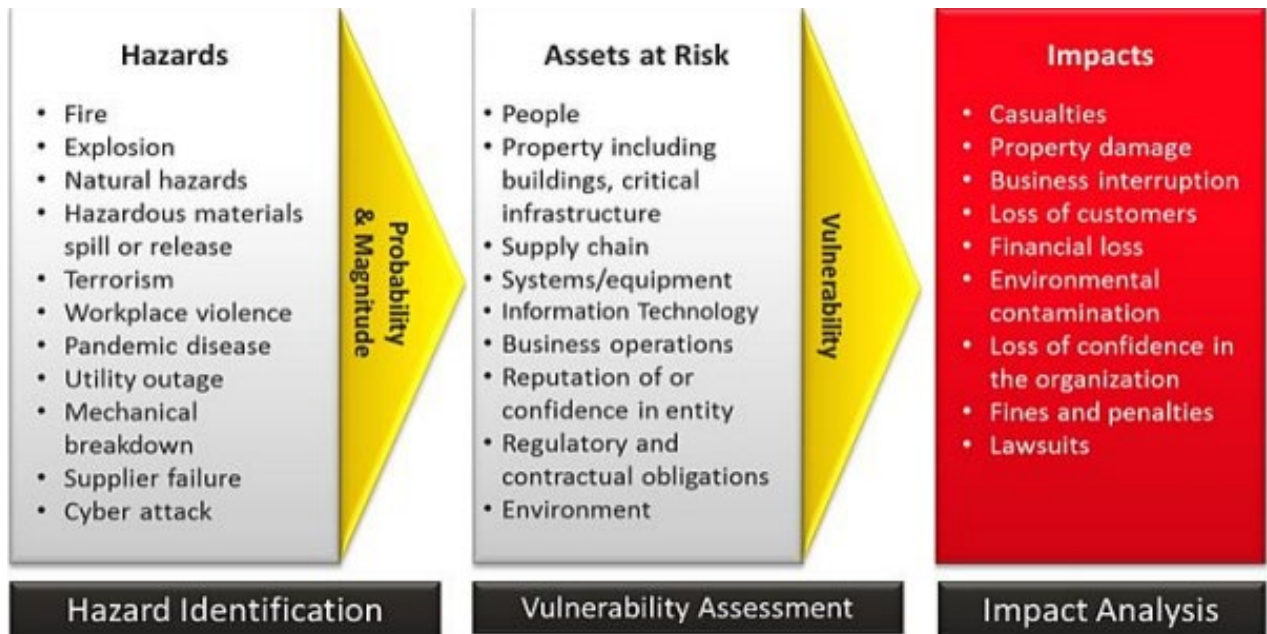 Hazards
• Fire
• Explosion
• Natural hazards
• Hazardous materials
spill or release
• Terrorism
• Workplace violence
• Pandemic disease
• Utility outage
• Mechanical
breakdown
• Supplier failure
• Cyber attack
Probability
& Magnitude
Assets at Risk
• People
• Property including
buildings, critical
infrastructure
• Supply chain
• Systems/equipment
• Information Technology
• Business operations
• Reputation of or
confidence in entity
• Regulatory and
contractual obligations
• Environment
Vulnerability
Impacts
• Casualties
• Property damage
• Business interruption
• Loss of customers
• Financial loss
• Environmental
contamination
• Loss of confidence in
the organization
• Fines and penalties
• Lawsuits
Hazard Identification
Vulnerability Assessment
Impact Analysis